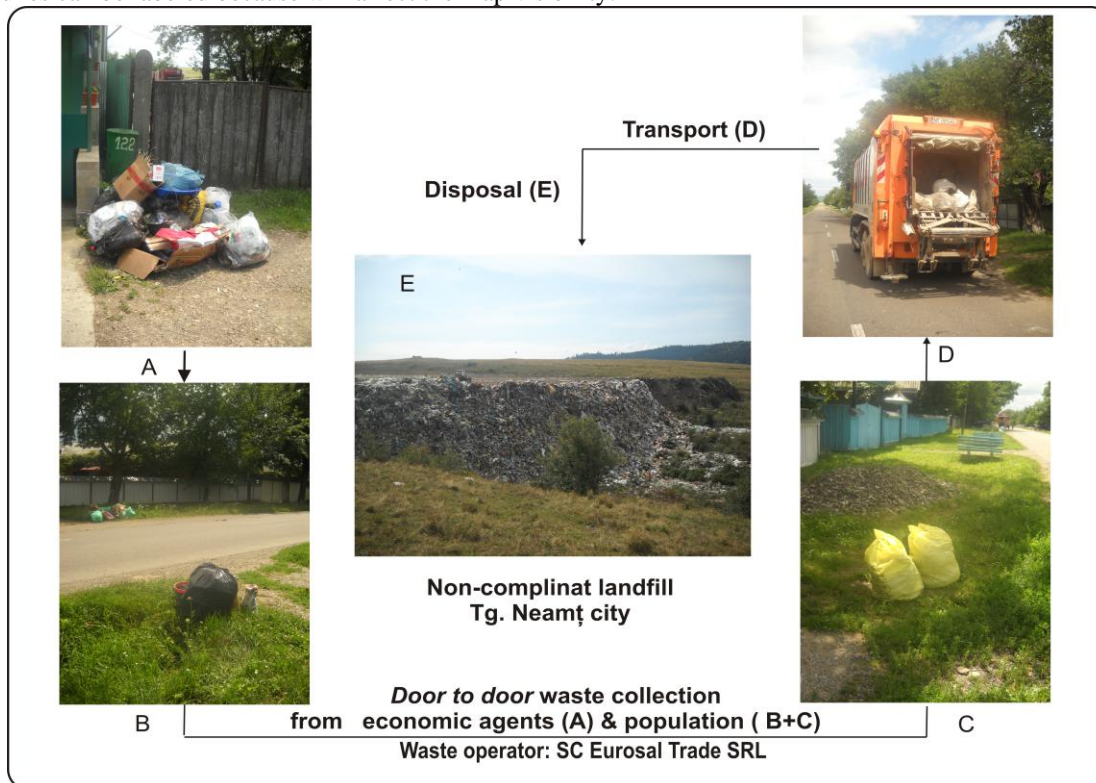 122
A
B
Transport (D)
Disposal (E)
E
Non-complinat landfill
Tg. Neamț city
D
C
Door to door waste collection
from economic agents (A) & population ( B+C)
Waste operator: SC Eurosal Trade SRL